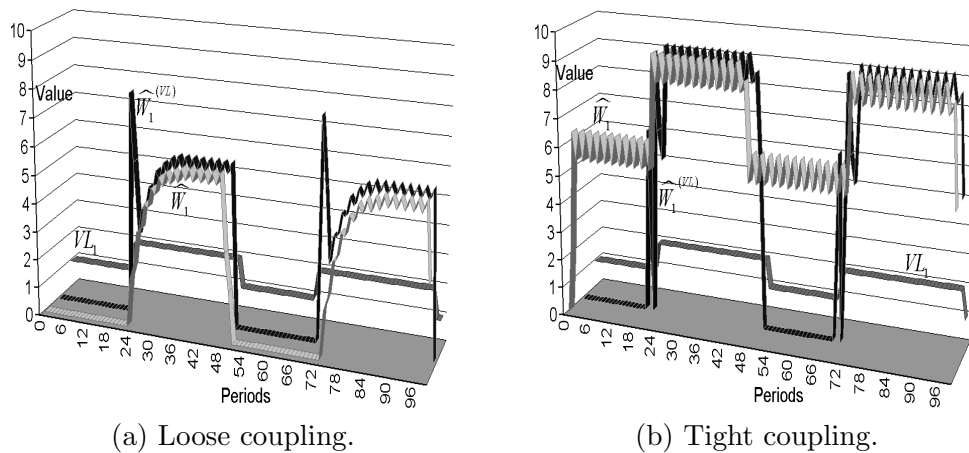 10
9
8
7
6
5
4
3
2
1
0
Value
Ŵ₁⁽ⱽᴸ⁾
Ŵ₁
VL₁
0 6 12 18 24 30 36 42 48 54 60 66 72 78 84 90 96
Periods
(a) Loose coupling.
10
9
8
7
6
5
4
3
2
1
0
Value
Ŵ₁
Ŵ₁⁽ⱽᴸ⁾
VL₁
0 6 12 18 24 30 36 42 48 54 60 66 72 78 84 90 96
Periods
(b) Tight coupling.